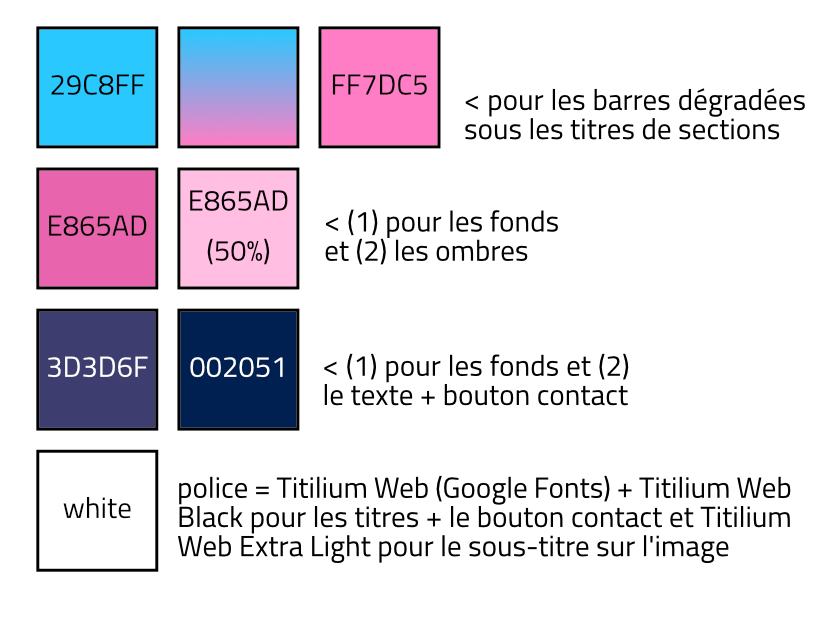 29C8FF
FF7DC5
< pour les barres dégradées
sous les titres de sections
E865AD
E865AD
(50%)
< (1) pour les fonds
et (2) les ombres
3D3D6F
002051
< (1) pour les fonds et (2)
le texte + bouton contact
white
police = Titilium Web (Google Fonts) + Titilium Web
Black pour les titres + le bouton contact et Titilium
Web Extra Light pour le sous-titre sur l'image